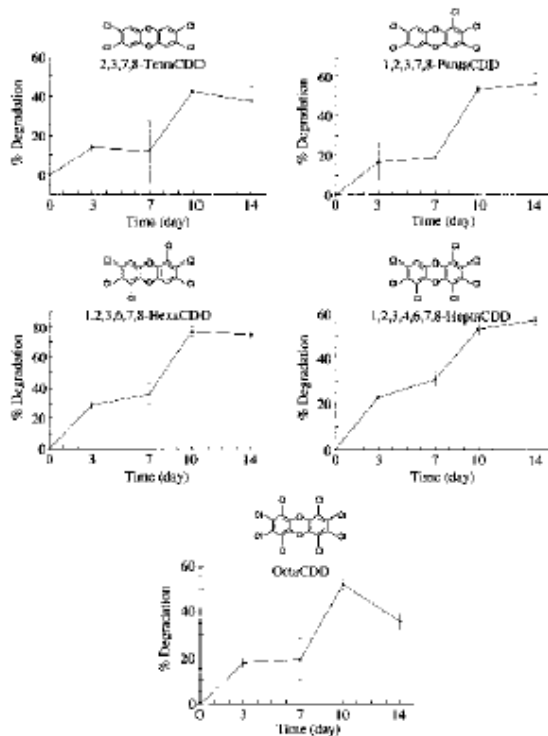 2,3,7,8-TetraCDD
% Degradation
60
40
20
0
0 3 7 10 14
Time (day)
1,2,3,7,8-PentaCDD
% Degradation
60
40
20
0
0 3 7 10 14
Time (day)
1,2,3,6,7,8-HexaCDD
% Degradation
80
60
40
20
0
0 3 7 10 14
Time (day)
1,2,3,4,6,7,8-HeptaCDD
% Degradation
60
40
20
0
0 3 7 10 14
Time (day)
OctaCDD
% Degradation
60
40
20
0
0 3 7 10 14
Time (day)